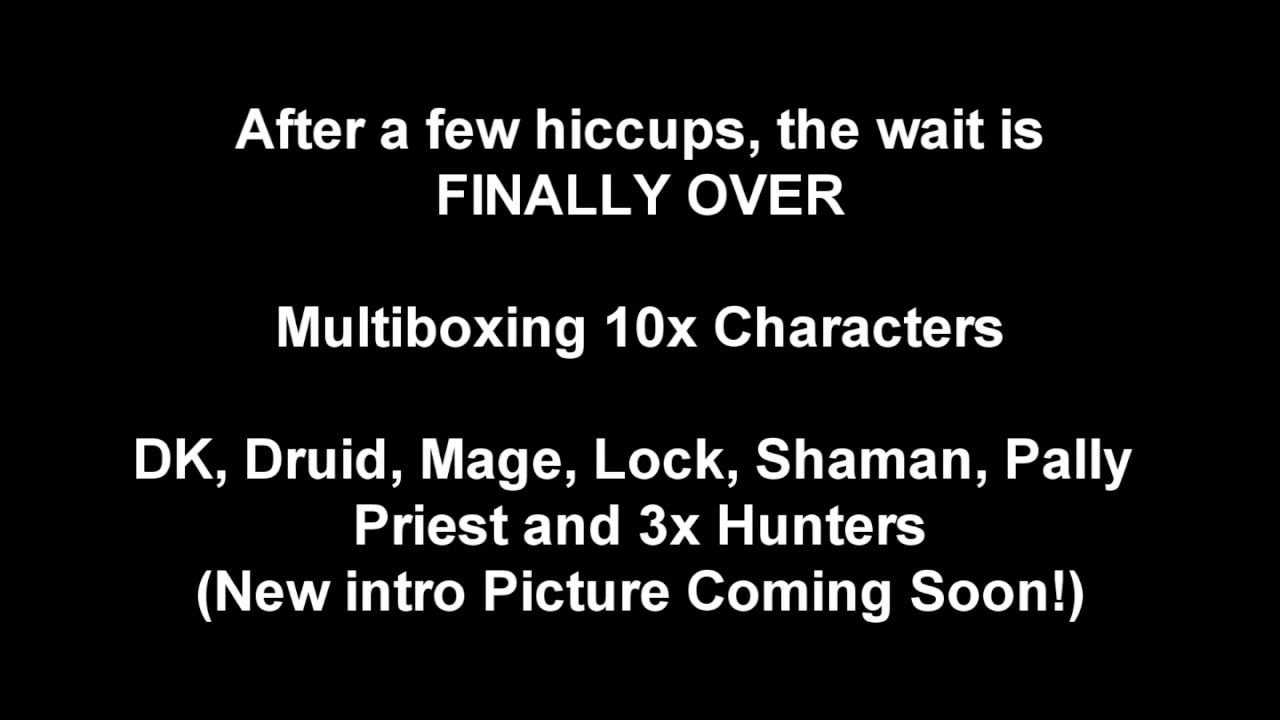 After a few hiccups, the wait is
FINALLY OVER
Multiboxing 10x Characters
DK, Druid, Mage, Lock, Shaman, Pally
Priest and 3x Hunters
(New intro Picture Coming Soon!)